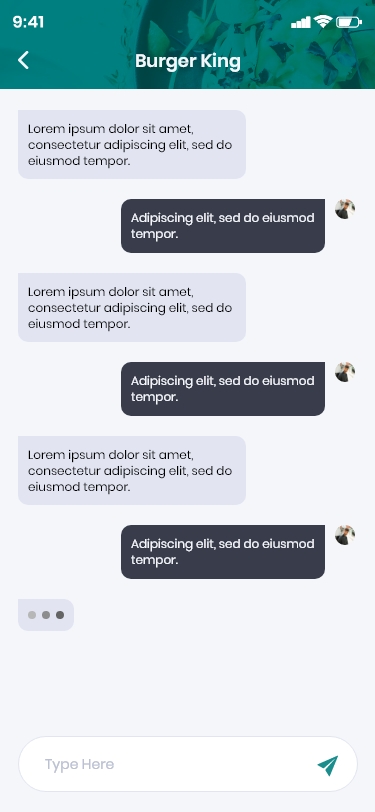 9:41
Burger King
Lorem ipsum dolor sit amet,
consectetur adipiscing elit, sed do
eiusmod tempor.
Adipiscing elit, sed do eiusmod
tempor.
Lorem ipsum dolor sit amet,
consectetur adipiscing elit, sed do
eiusmod tempor.
Adipiscing elit, sed do eiusmod
tempor.
Lorem ipsum dolor sit amet,
consectetur adipiscing elit, sed do
eiusmod tempor.
Adipiscing elit, sed do eiusmod
tempor.
Type Here